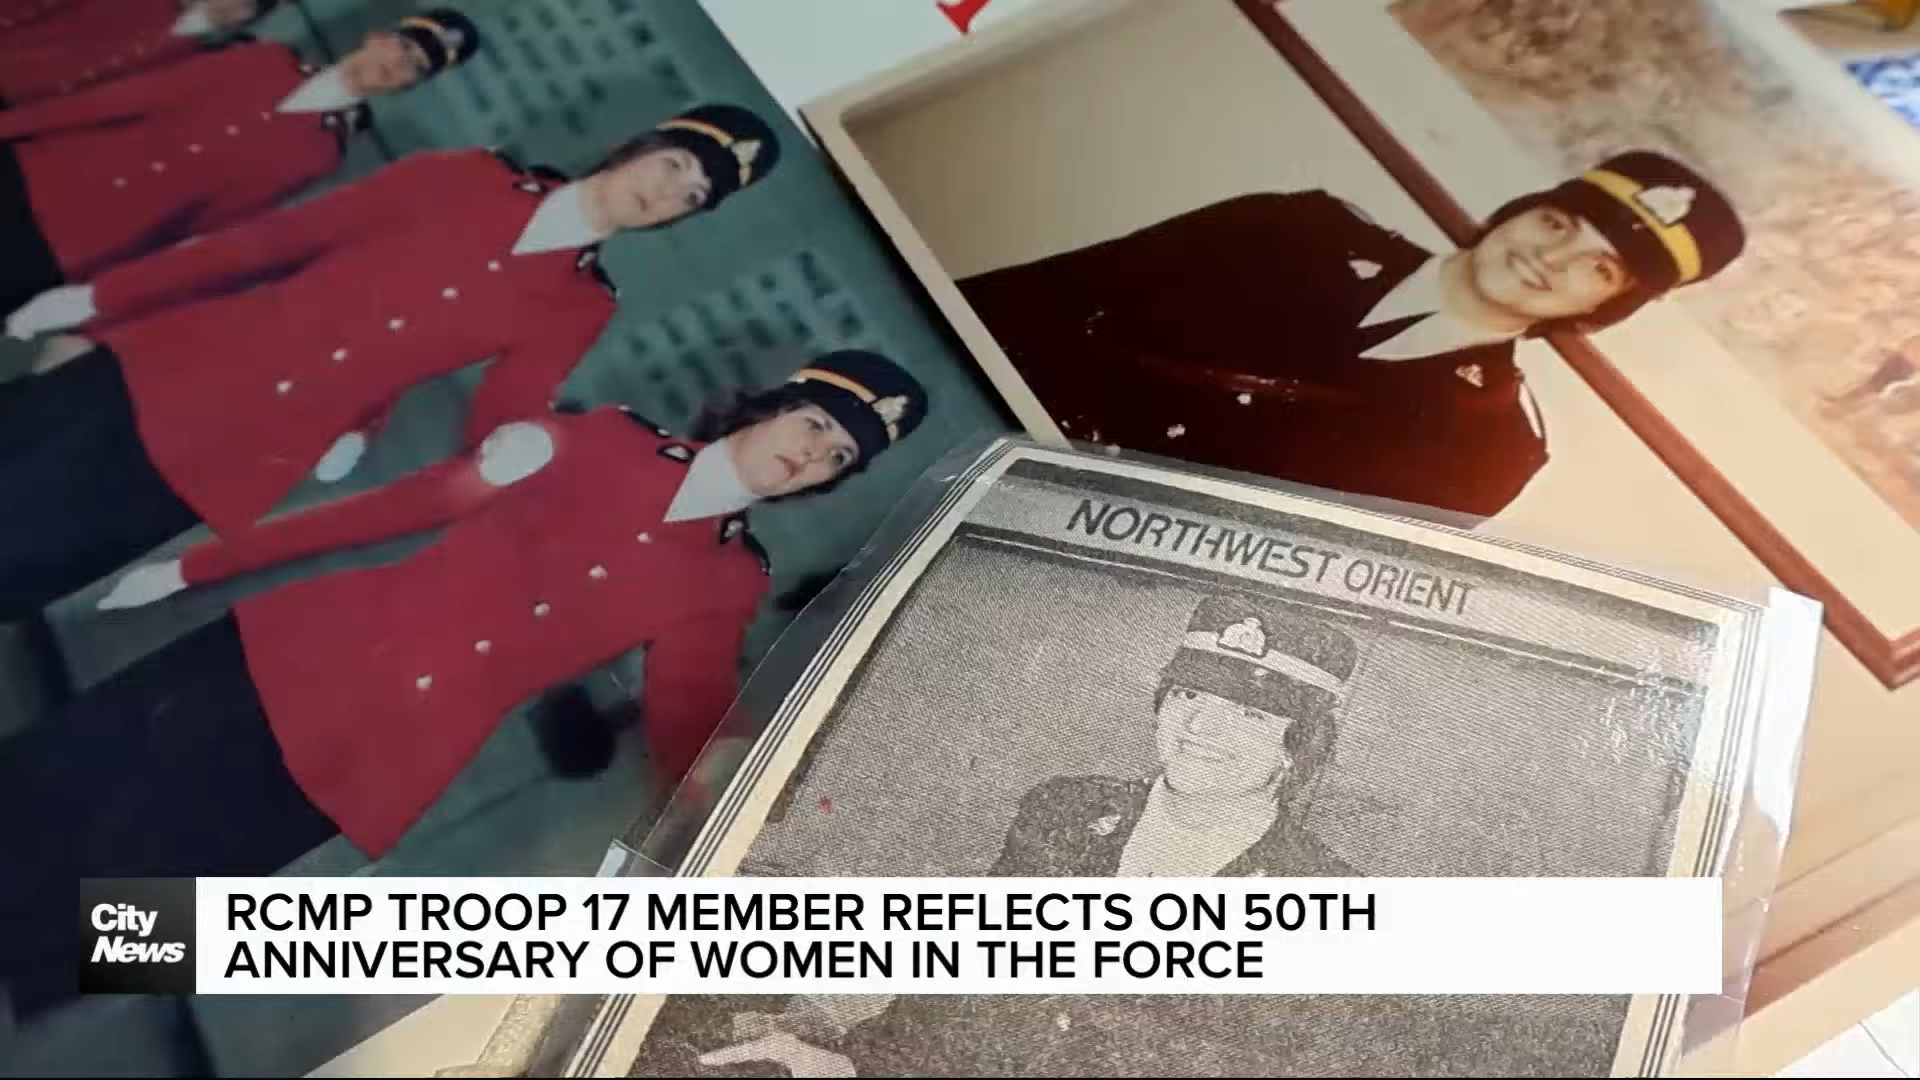 NORTHWEST ORIENT
City
News
RCMP TROOP 17 MEMBER REFLECTS ON 50TH
ANNIVERSARY OF WOMEN IN THE FORCE